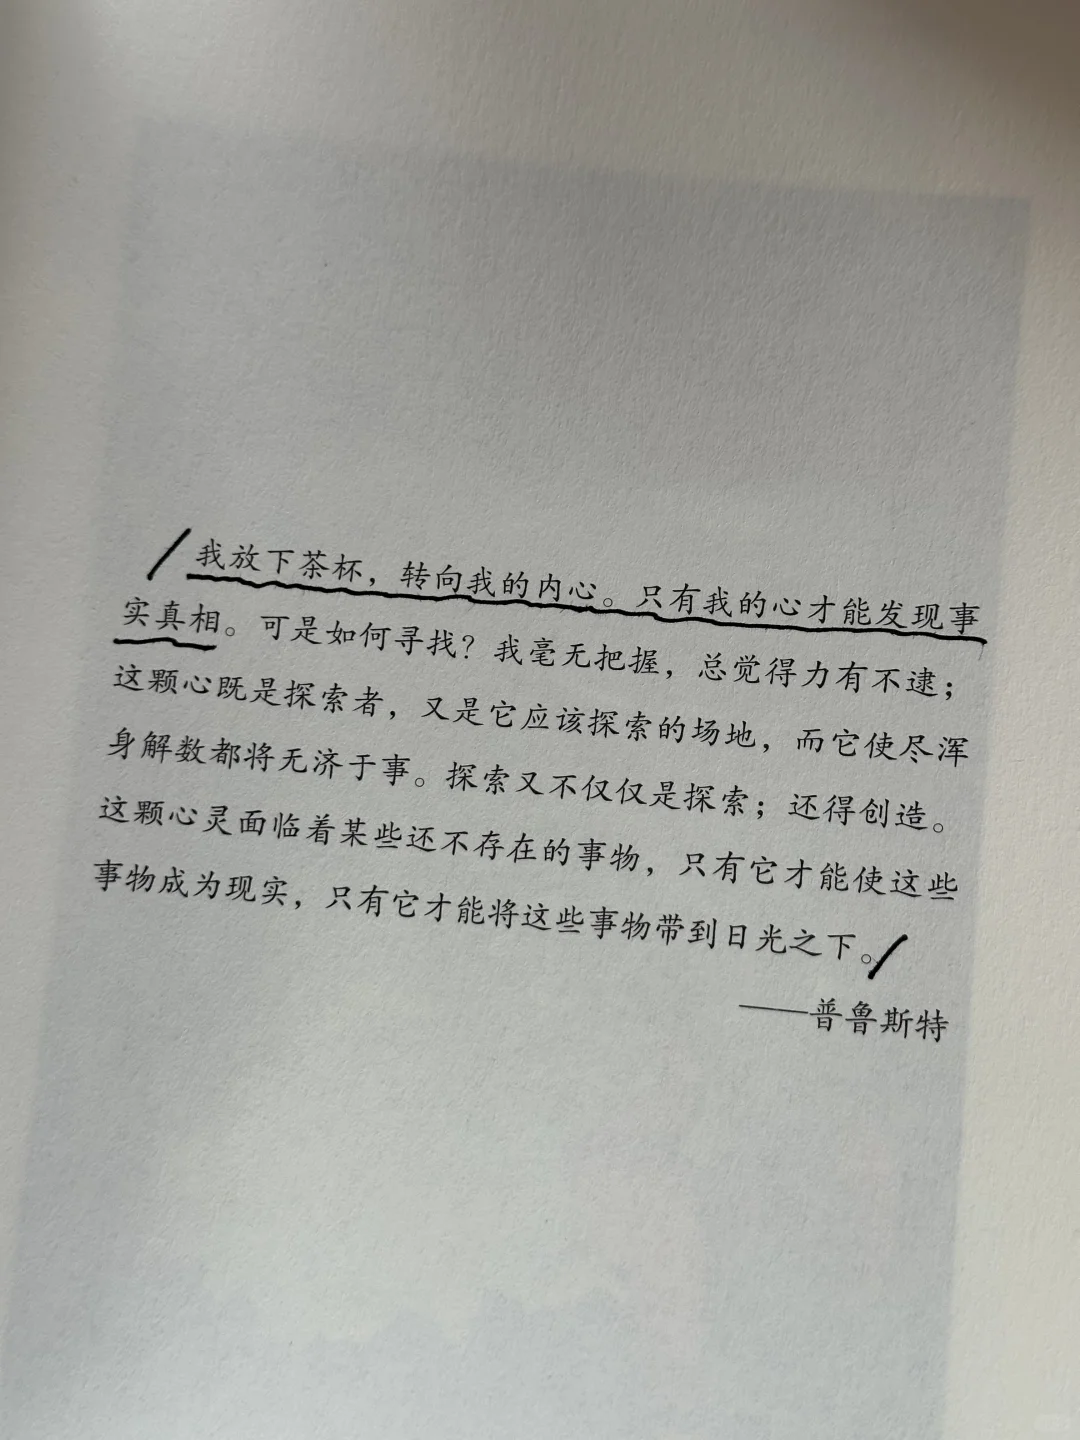 我放下茶杯，转向我的内心。只有我的心才能发现事
实真相。可是如何寻找？我毫无把握，总觉得力有不逮；
这颗心既是探索者，又是它应该探索的场地，而它使尽浑
身解数都将无济于事。探索又不仅仅是探索；还得创造。
这颗心灵面临着某些还不存在的事物，只有它才能使这些
事物成为现实，只有它才能将这些事物带到日光之下。
——普鲁斯特